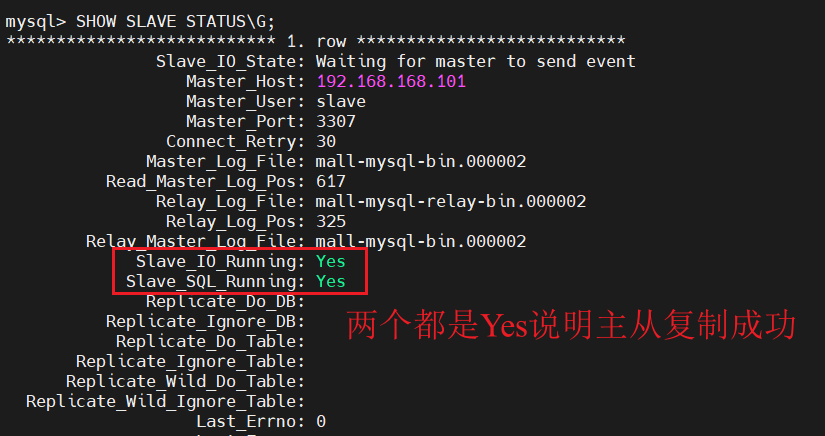 mysql> SHOW SLAVE STATUS\G;
*************************** 1. row ***************************
Slave_IO_State: Waiting for master to send event
Master_Host: 192.168.168.101
Master_User: slave
Master_Port: 3307
Connect_Retry: 30
Master_Log_File: mall-mysql-bin.000002
Read_Master_Log_Pos: 617
Relay_Log_File: mall-mysql-relay-bin.000002
Relay_Log_Pos: 325
Relay_Master_Log_File: mall-mysql-bin.000002
Slave_IO_Running: Yes
Slave_SQL_Running: Yes
Replicate_Do_DB:
Replicate_Ignore_DB:
两个都是Yes说明主从复制成功
Replicate_Do_Table:
Replicate_Ignore_Table:
Replicate_Wild_Do_Table:
Replicate_Wild_Ignore_Table:
Last_Errno: 0